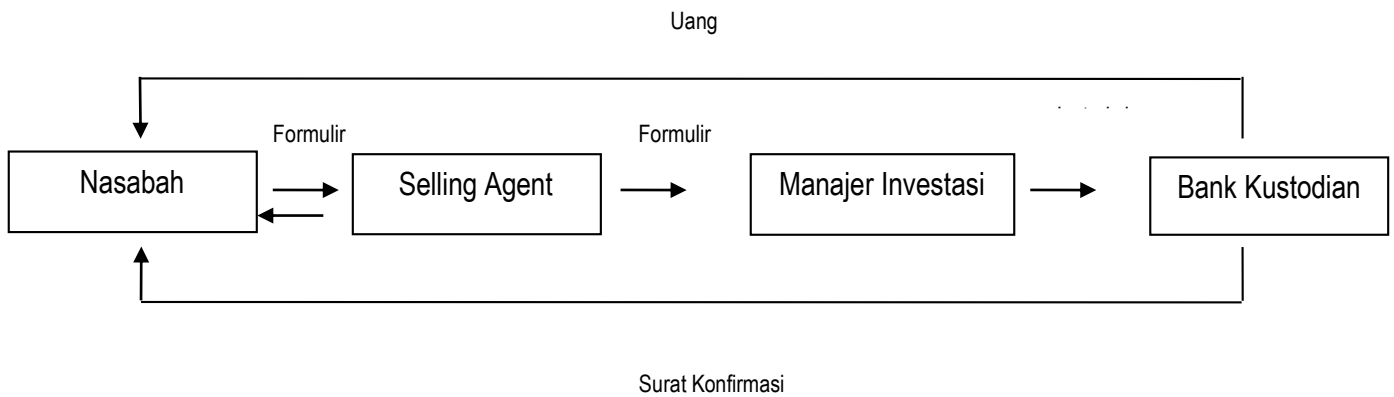 Uang
Formulir
Formulir
Nasabah
Selling Agent
Manajer Investasi
Bank Kustodian
Surat Konfirmasi